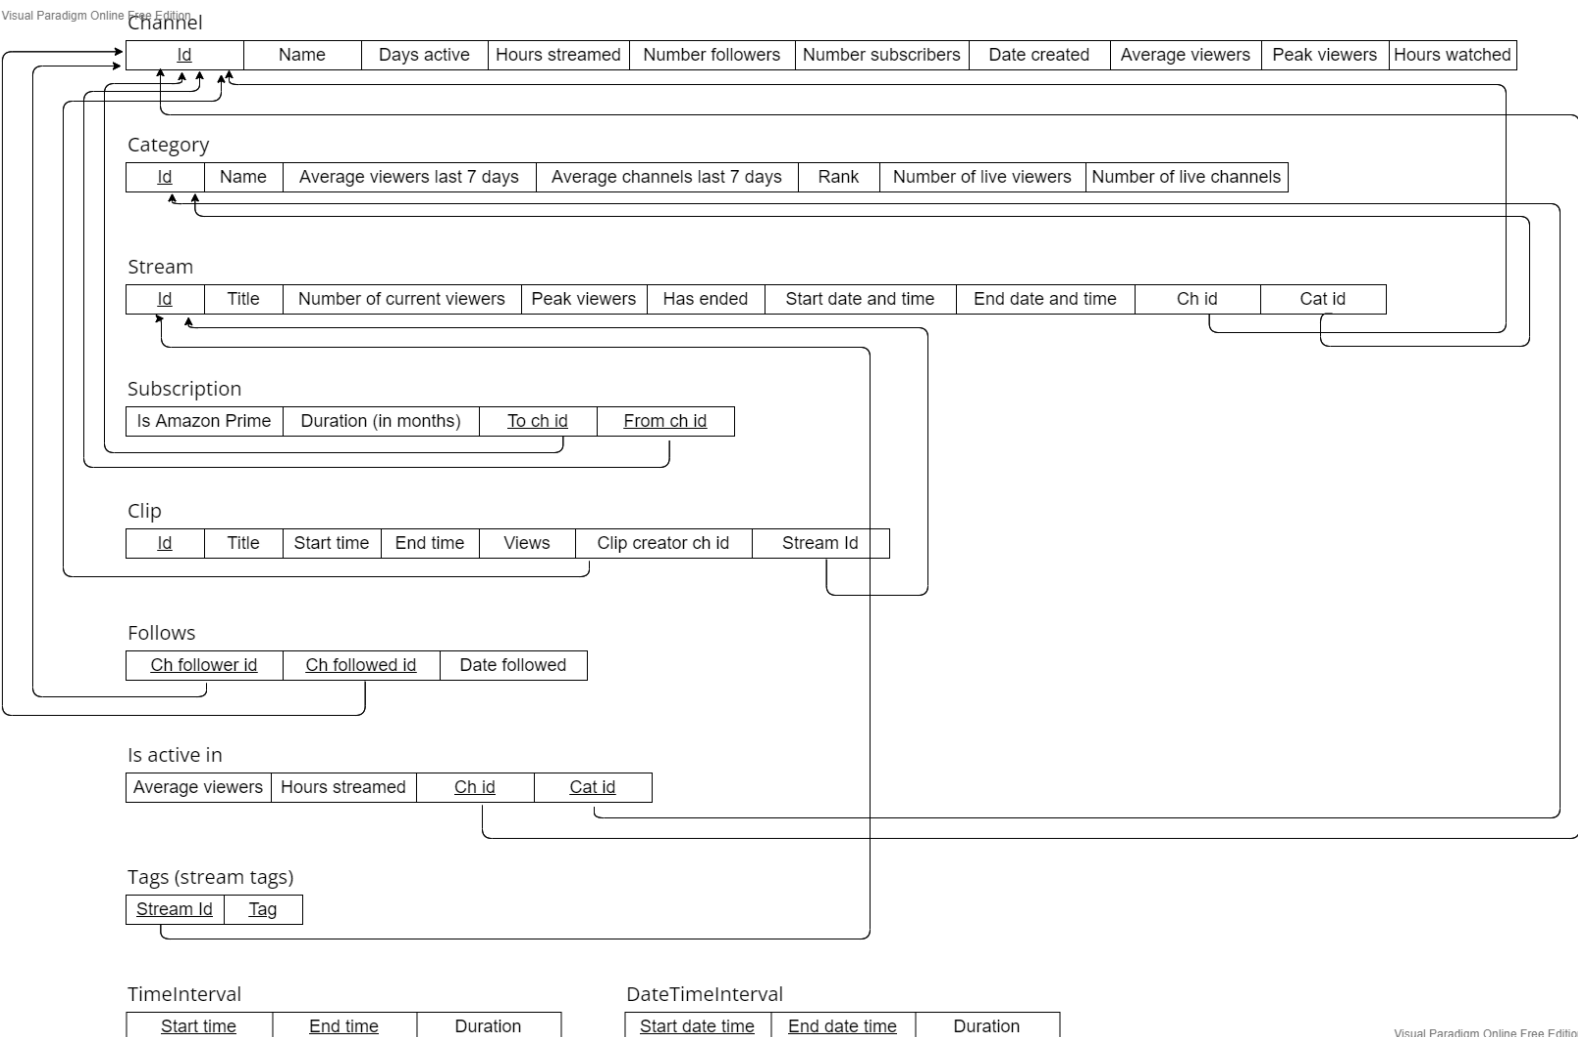 Visual Paradigm Online Free Edition
Channel
Id Name Days active Hours streamed Number followers Number subscribers Date created Average viewers Peak viewers Hours watched
Category
Id Name Average viewers last 7 days Average channels last 7 days Rank Number of live viewers Number of live channels
Stream
Id Title Number of current viewers Peak viewers Has ended Start date and time End date and time Ch id Cat id
Subscription
Is Amazon Prime Duration (in months) To ch id From ch id
Clip
Id Title Start time End time Views Clip creator ch id Stream Id
Follows
Ch follower id Ch followed id Date followed
Is active in
Average viewers Hours streamed Ch id Cat id
Tags (stream tags)
Stream Id Tag
TimeInterval DateTimeInterval
Start time End time Duration Start date time End date time Duration
Visual Paradigm Online Free Editio